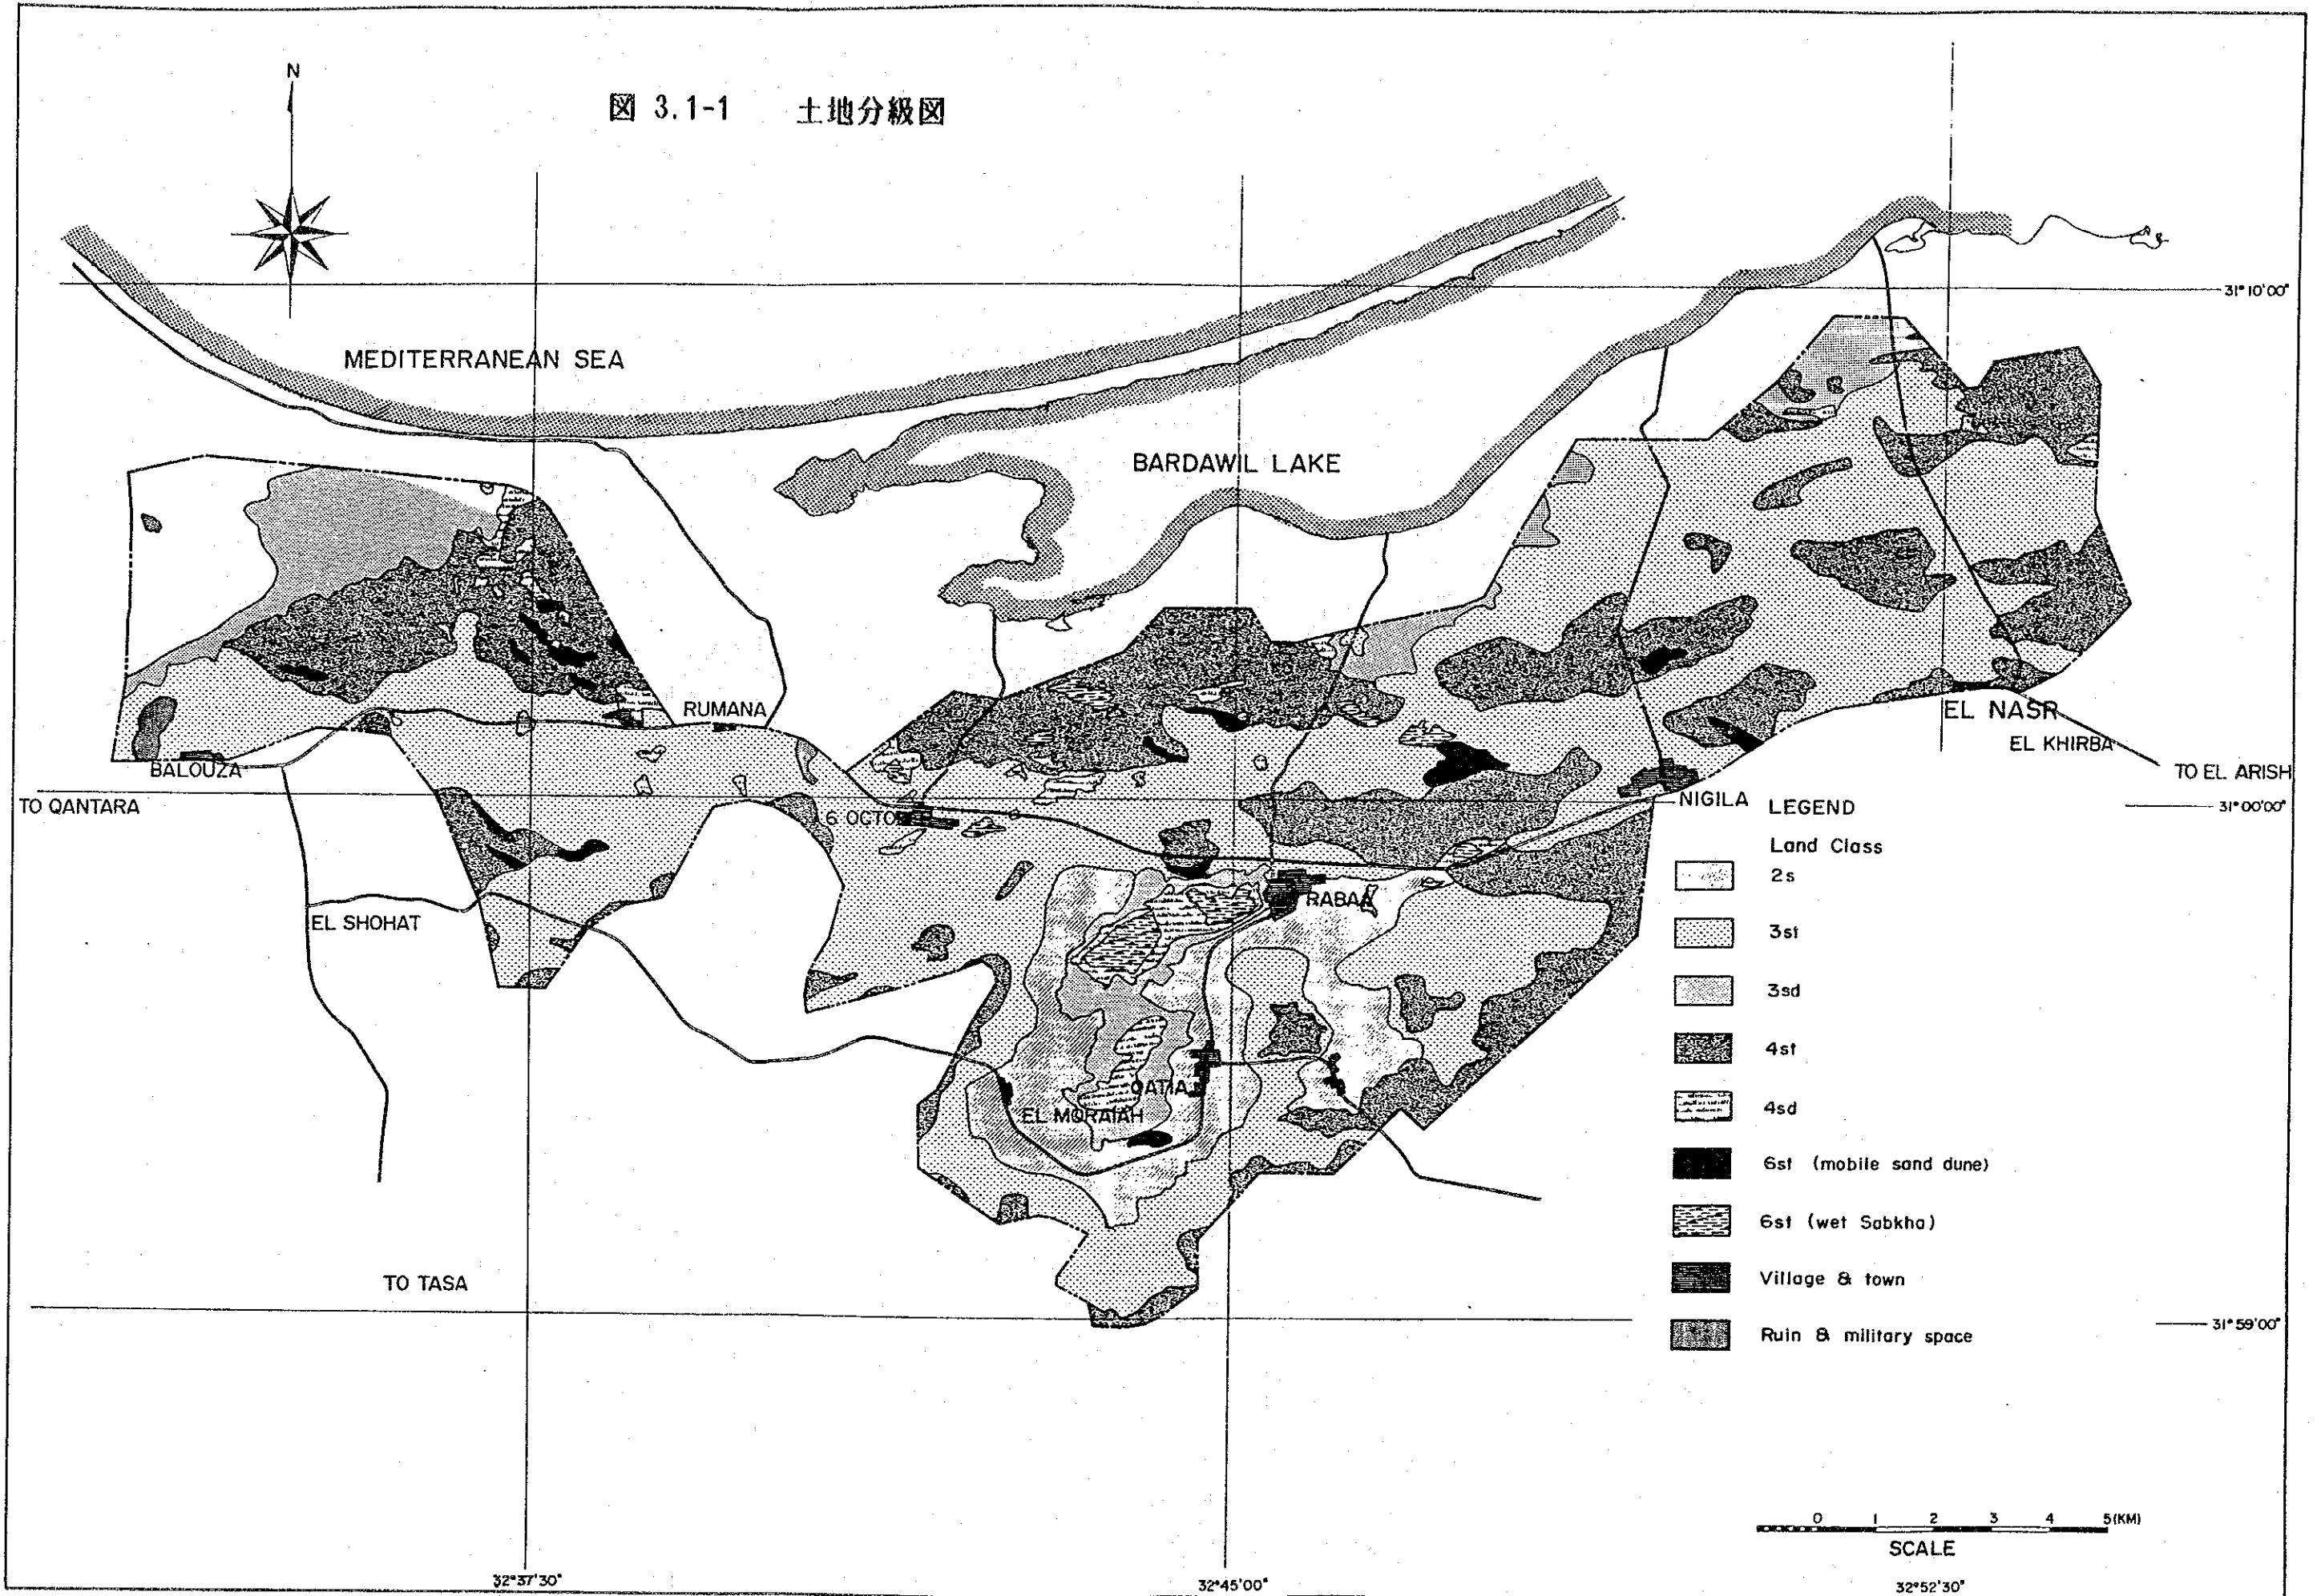 図 3.1-1 土地分級図
N
31°10'00"
MEDITERRANEAN SEA
BARDAWIL LAKE
RUMANA
EL NASR
EL KHIRBA
BALOUZA
TO EL ARISH
TO QANTARA
NIGILA
31°00'00"
6 OCTOBER
RABAA
EL SHOHAT
QATIA
EL MORAIAH
TO TASA
LEGEND
Land Class
2s
3st
3sd
4st
4sd
6st (mobile sand dune)
6st (wet Sabkha)
Village & town
Ruin & military space
31°59'00"
0 1 2 3 4 5(KM)
SCALE
32°37'30"
32°45'00"
32°52'30"